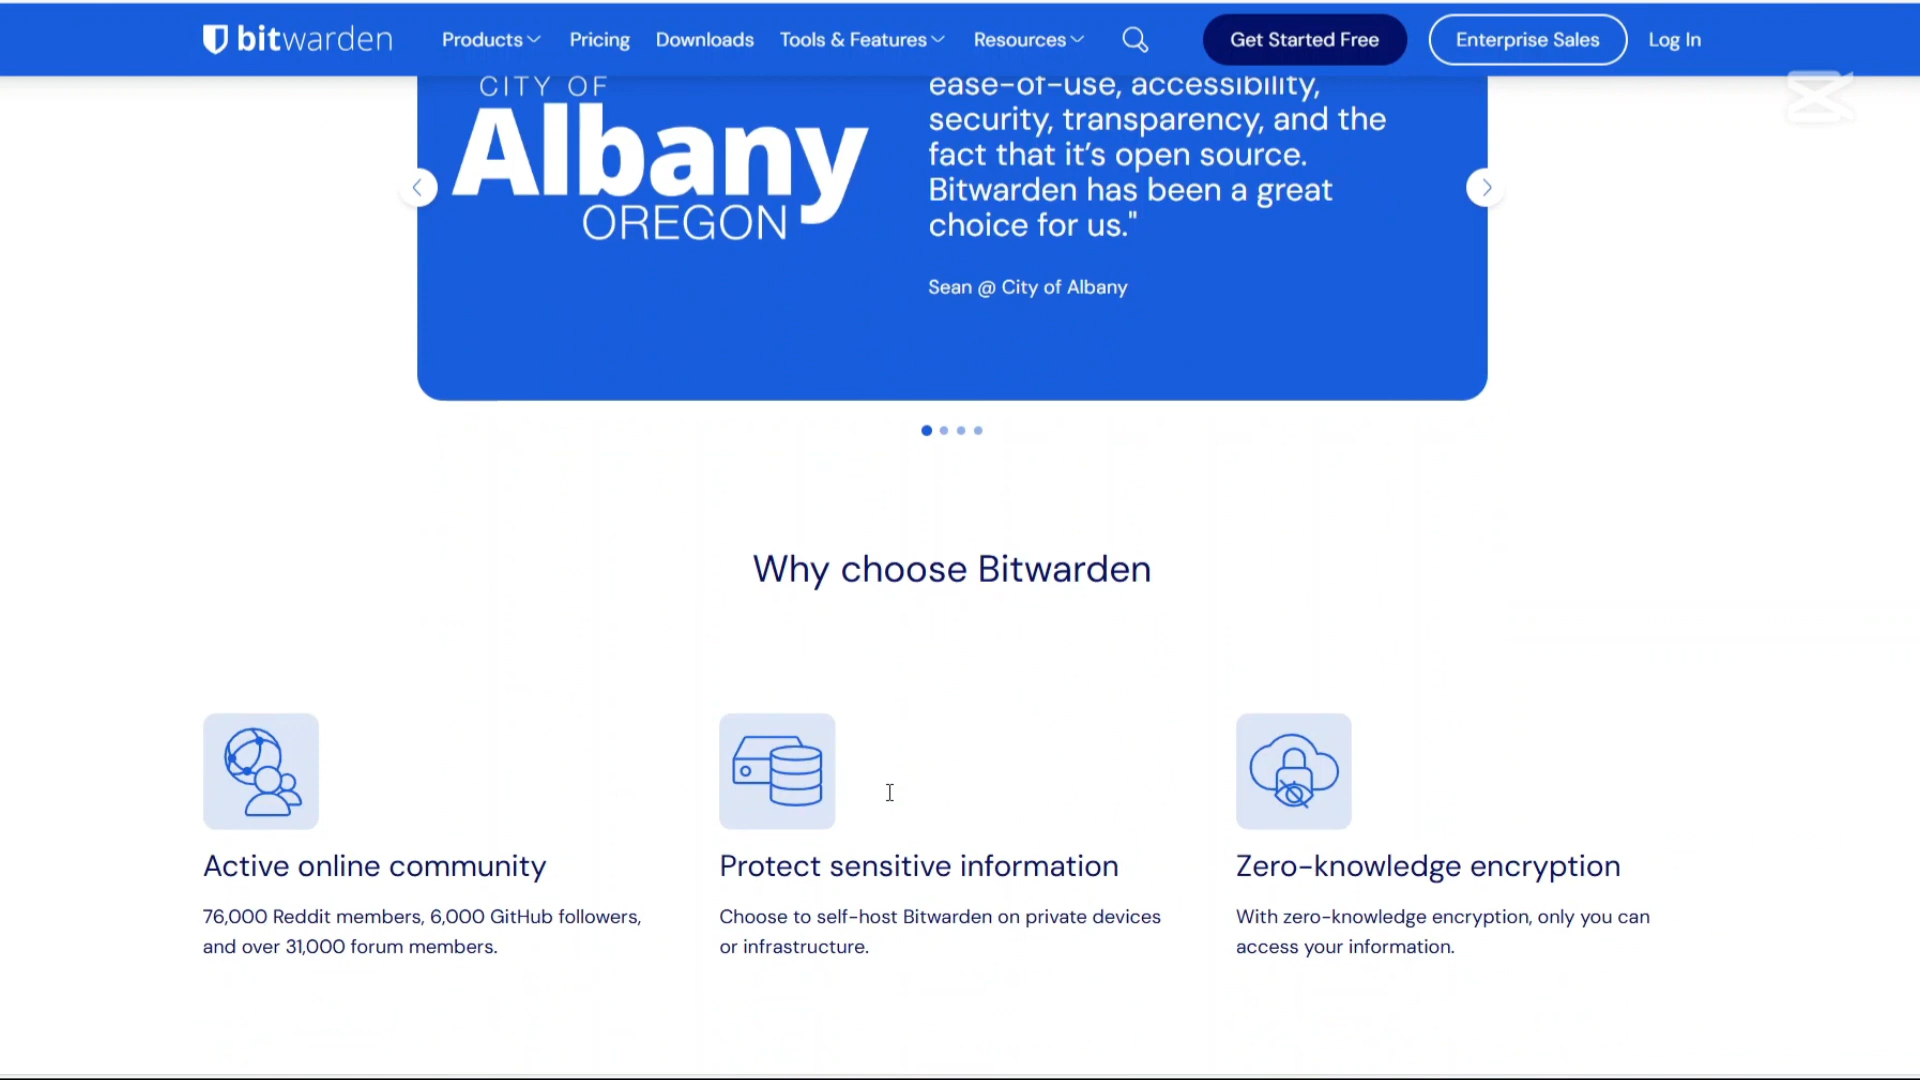 bitwarden Products Pricing Downloads Tools & Features Resources Get Started Free Enterprise Sales Log In
CITY OF
Albany
OREGON
ease-of-use, accessibility,
security, transparency, and the
fact that it's open source.
Bitwarden has been a great
choice for us."
Sean @ City of Albany
Why choose Bitwarden
Active online community
76,000 Reddit members, 6,000 GitHub followers,
and over 31,000 forum members.
Protect sensitive information
Choose to self-host Bitwarden on private devices
or infrastructure.
Zero-knowledge encryption
With zero-knowledge encryption, only you can
access your information.